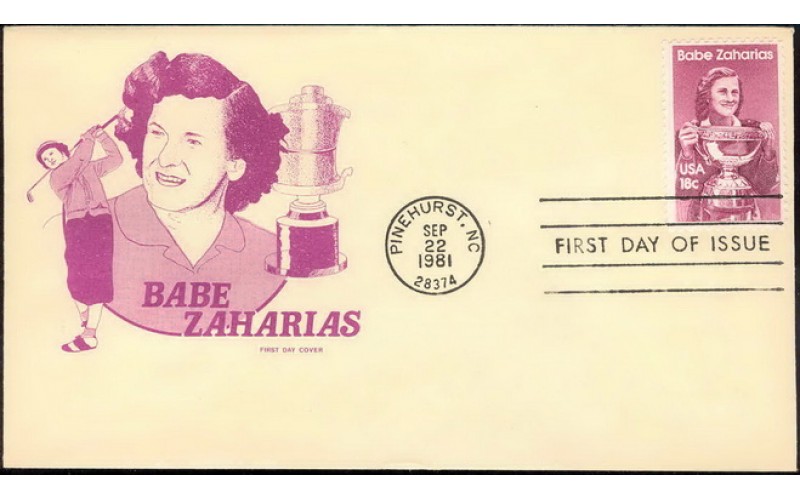 BABE
ZAHARIAS
FIRST DAY COVER
PINEHURST, NC
SEP
22
1981
28374
Babe Zaharias
USA
18c
FIRST DAY OF ISSUE